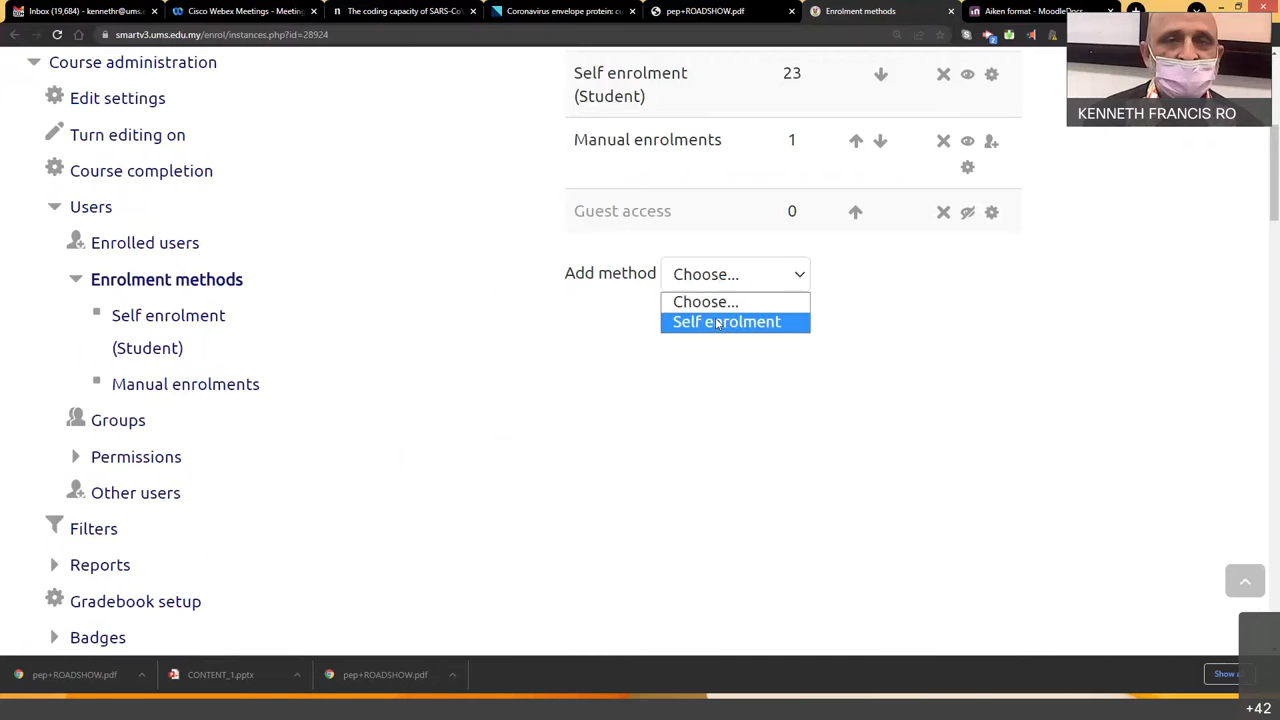 Inbox (19,684) - kenneth@ums.e
Cisco Webex Meetings - Meeting
The coding capacity of SARS-CoV
Coronavirus envelope protein: cu
pep+ROADSHOW.pdf
Enrolment methods
Aiken format - MoodleDocs
smartv3.ums.edu.my/enrol/instances.php?id=28924
KENNETH FRANCIS RO
Course administration
Edit settings
Turn editing on
Course completion
Users
Enrolled users
Enrolment methods
Self enrolment
(Student)
Manual enrolments
Groups
Permissions
Other users
Filters
Reports
Gradebook setup
Badges
Self enrolment 23
(Student)
Manual enrolments 1
Guest access 0
Add method Choose...
Choose...
Self enrolment
pep+ROADSHOW.pdf
CONTENT_1.pptx
pep+ROADSHOW.pdf
Show a
+42